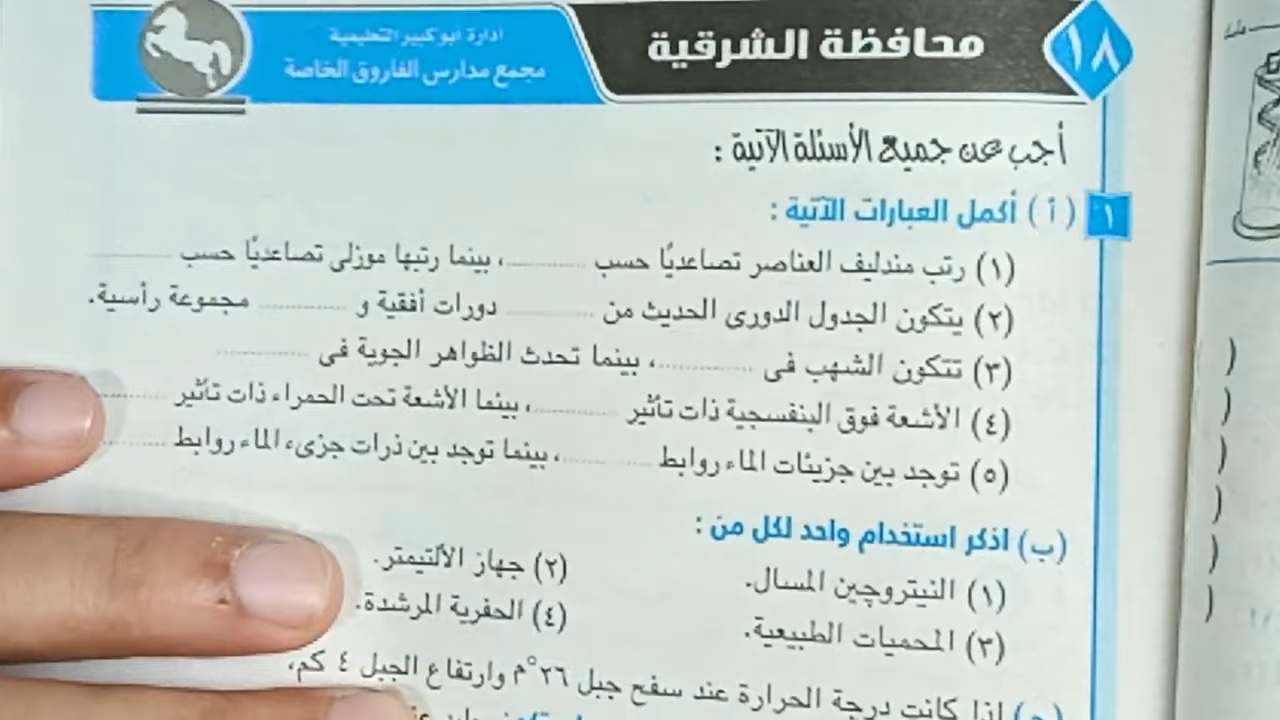 ١٨ محافظة الشرقية
ادارة ابو كبير التعليمية
مجمع مدارس الفاروق الخاصة
أجب عن جميع الأسئلة الآتية :
١ (أ) أكمل العبارات الآتية :
(١) رتب مندليف العناصر تصاعديًا حسب ............، بينما رتبها موزلى تصاعديًا حسب ............
(٢) يتكون الجدول الدورى الحديث من ............ دورات أفقية و ............ مجموعة رأسية.
(٣) تتكون الشهب فى ............، بينما تحدث الظواهر الجوية فى ............
(٤) الأشعة فوق البنفسجية ذات تأثير ............، بينما الأشعة تحت الحمراء ذات تأثير ............
(٥) توجد بين جزيئات الماء روابط ............، بينما توجد بين ذرات جزىء الماء روابط ............
(ب) اذكر استخدام واحد لكل من :
(١) النيتروچين المسال. (٢) جهاز الألتيمتر.
(٣) المحميات الطبيعية. (٤) الحفرية المرشدة.
(جـ) إذا كانت درجة الحرارة عند سفح جبل ٢٦°م وارتفاع الجبل ٤ كم،